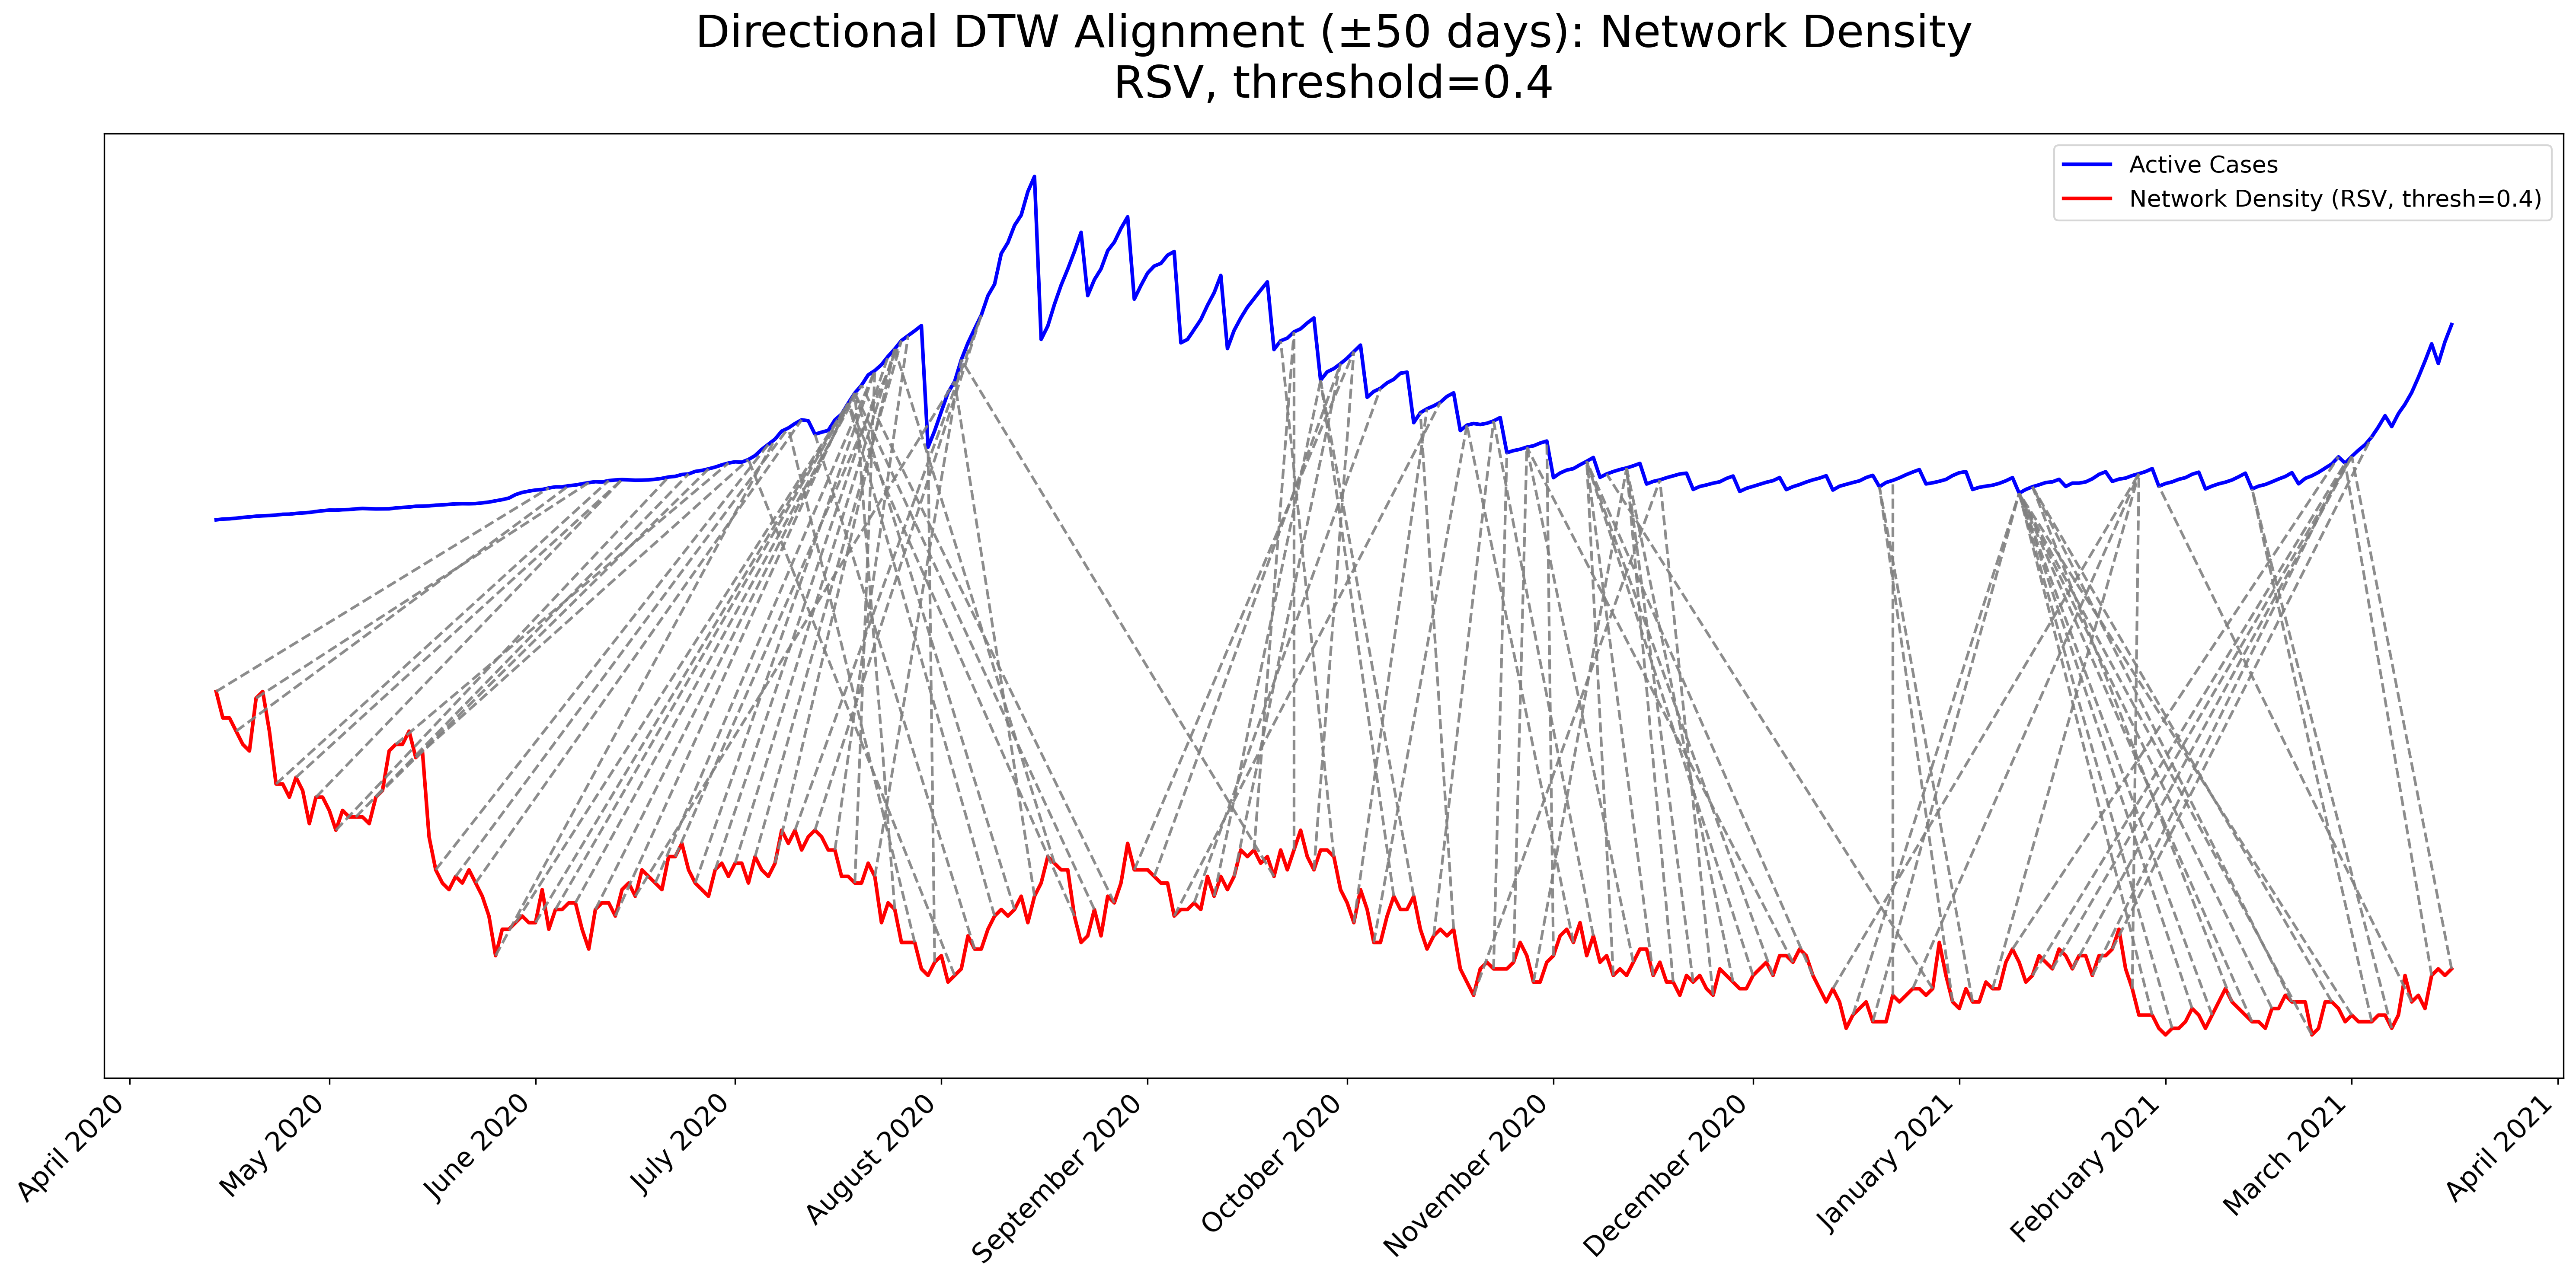 Directional DTW Alignment (±50 days): Network Density
RSV, threshold=0.4
Active Cases
Network Density (RSV, thresh=0.4)
April 2020
May 2020
June 2020
July 2020
August 2020
September 2020
October 2020
November 2020
December 2020
January 2021
February 2021
March 2021
April 2021